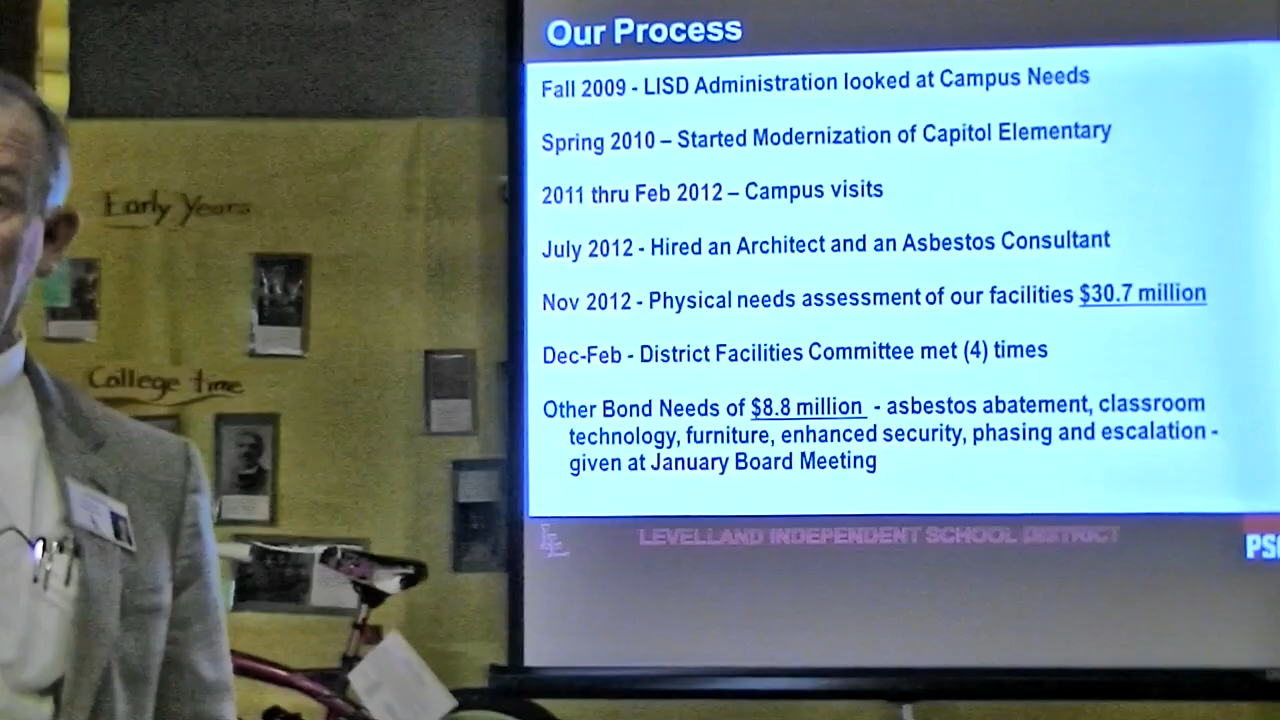 Our Process
Fall 2009 - LISD Administration looked at Campus Needs
Spring 2010 – Started Modernization of Capitol Elementary
2011 thru Feb 2012 – Campus visits
July 2012 - Hired an Architect and an Asbestos Consultant
Nov 2012 - Physical needs assessment of our facilities $30.7 million
Dec-Feb - District Facilities Committee met (4) times
Other Bond Needs of $8.8 million - asbestos abatement, classroom
technology, furniture, enhanced security, phasing and escalation -
given at January Board Meeting
LEVELLAND INDEPENDENT SCHOOL DISTRICT
Early Years
College time